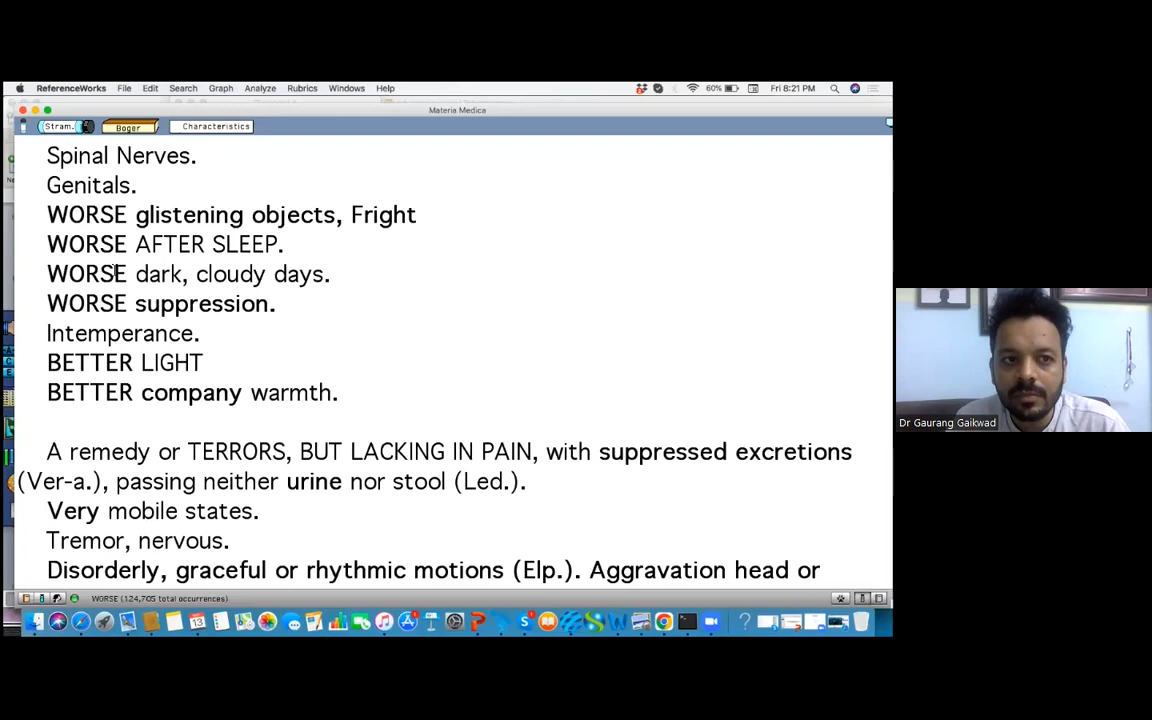 ReferenceWorks File Edit Search Graph Analyze Rubrics Windows Help 60% Fri 8:21 PM
Materia Medica
Stram. Boger Characteristics
Spinal Nerves.
Genitals.
WORSE glistening objects, Fright
WORSE AFTER SLEEP.
WORSE dark, cloudy days.
WORSE suppression.
Intemperance.
BETTER LIGHT
BETTER company warmth.
A remedy or TERRORS, BUT LACKING IN PAIN, with suppressed excretions
(Ver-a.), passing neither urine nor stool (Led.).
Very mobile states.
Tremor, nervous.
Disorderly, graceful or rhythmic motions (Elp.). Aggravation head or
WORSE (124,705 total occurrences)
Dr Gaurang Gaikwad